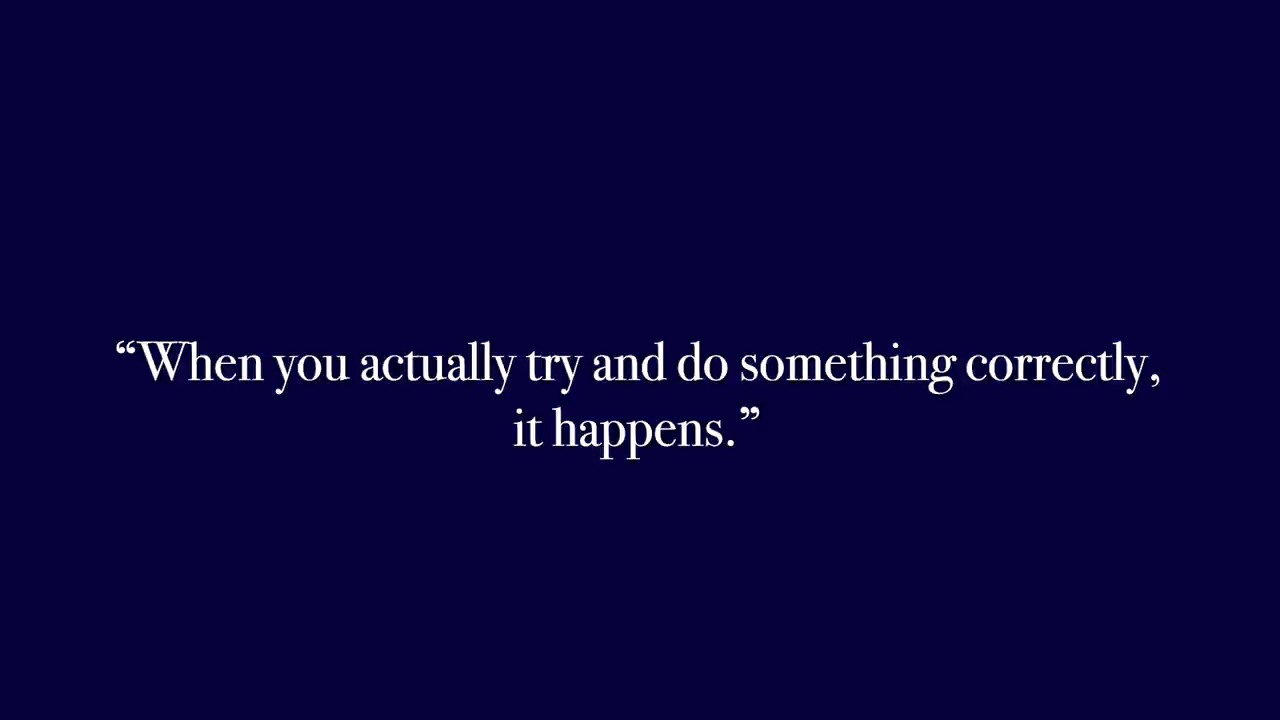 “When you actually try and do something correctly,
it happens.”